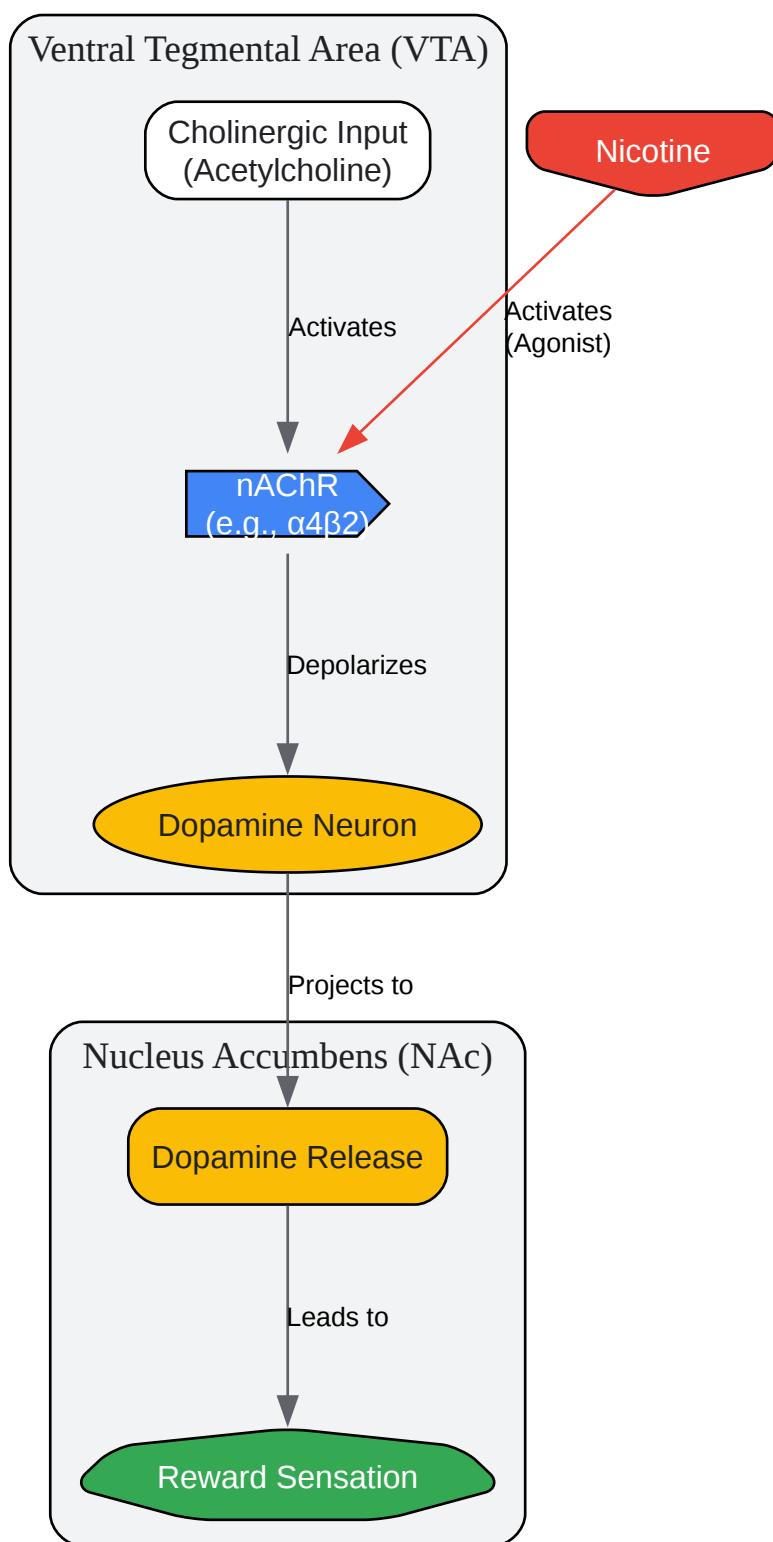 Ventral Tegmental Area (VTA)
Cholinergic Input
(Acetylcholine)
Nicotine
Activates
(Agonist)
Activates
nAChR
(e.g., α4β2)
Depolarizes
Dopamine Neuron
Projects to
Nucleus Accumbens (NAc)
Dopamine Release
Leads to
Reward Sensation